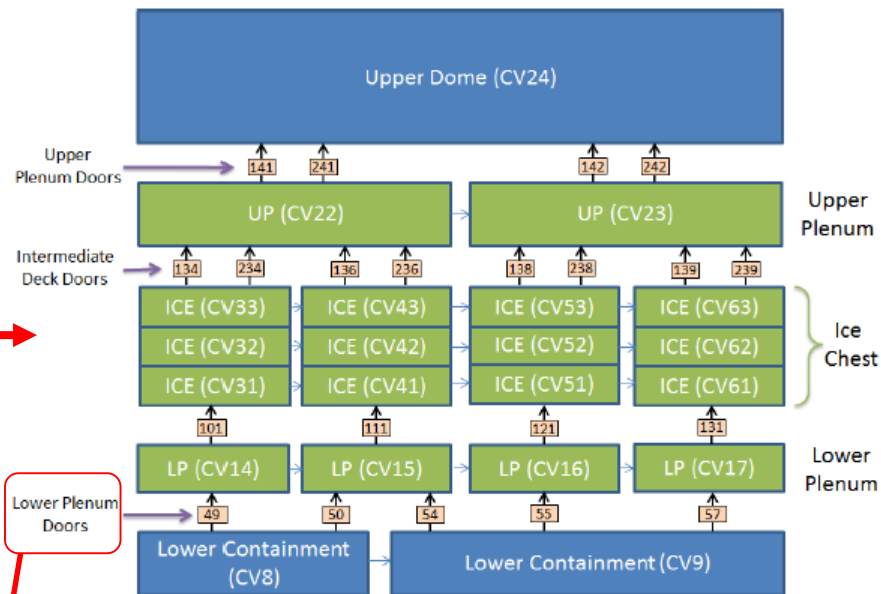 Upper Dome (CV24)
Upper
Plenum Doors
141
241
142
242
UP (CV22)
UP (CV23)
Upper
Plenum
Intermediate
Deck Doors
134
234
136
236
138
238
139
239
ICE (CV33)
ICE (CV43)
ICE (CV53)
ICE (CV63)
ICE (CV32)
ICE (CV42)
ICE (CV52)
ICE (CV62)
ICE (CV31)
ICE (CV41)
ICE (CV51)
ICE (CV61)
Ice
Chest
101
111
121
131
LP (CV14)
LP (CV15)
LP (CV16)
LP (CV17)
Lower
Plenum
Lower Plenum
Doors
49
50
54
55
57
Lower Containment
(CV8)
Lower Containment (CV9)